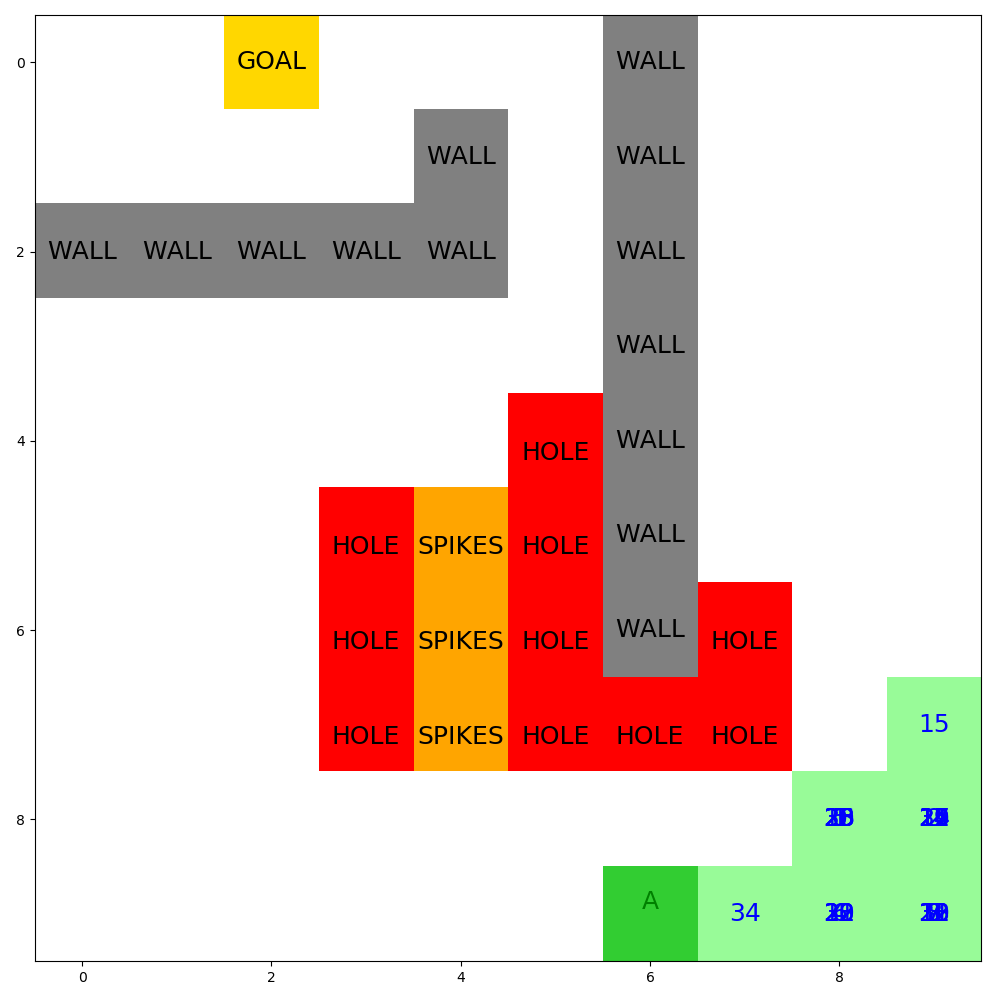 0 GOAL WALL
WALL WALL
2 WALL WALL WALL WALL WALL WALL
WALL
4 HOLE WALL
HOLE SPIKES HOLE WALL
6 HOLE SPIKES HOLE WALL HOLE
HOLE SPIKES HOLE HOLE HOLE 15
8
A 34
0 2 4 6 8